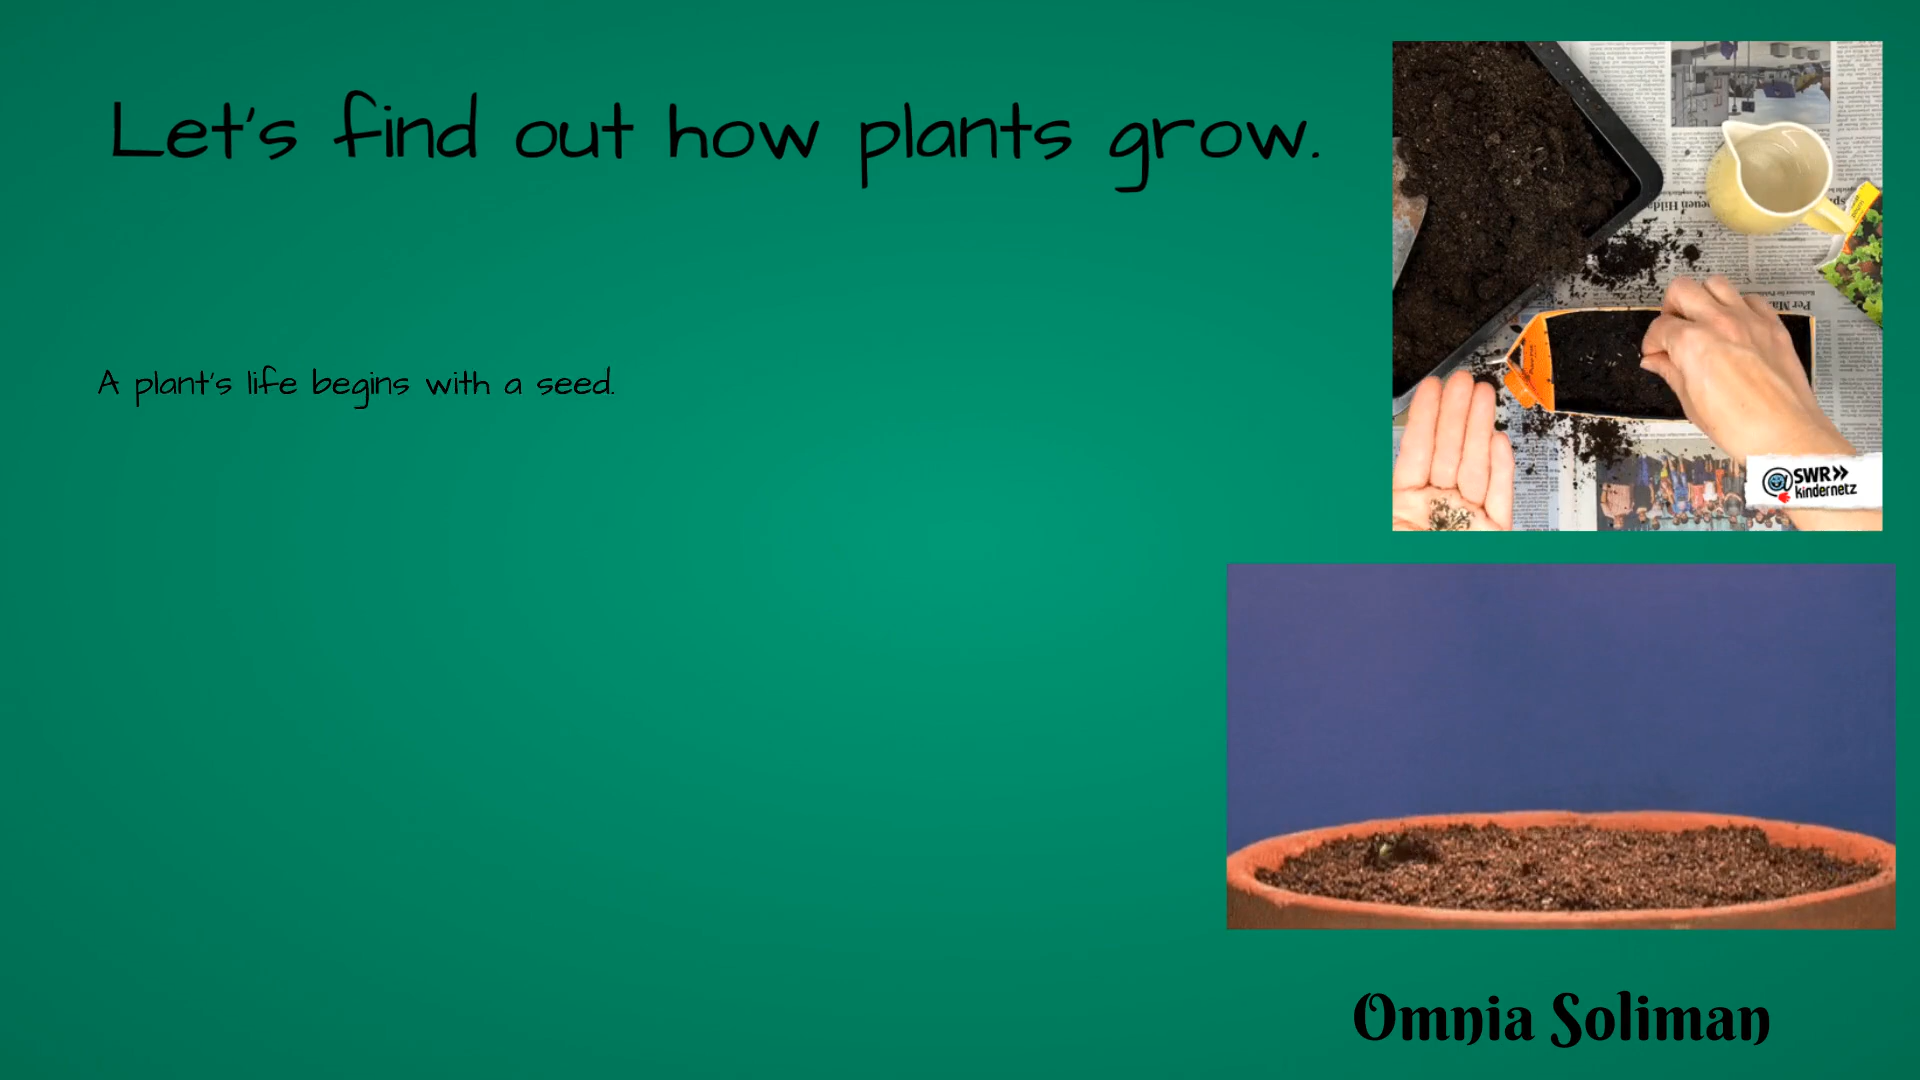 Let's find out how plants grow.
A plant's life begins with a seed.
@SWR»
kindernetz
Omnia Soliman